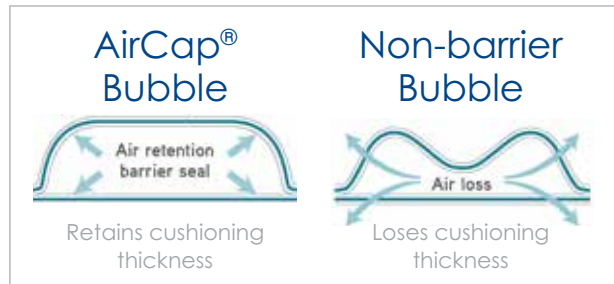 AirCap®
Bubble
Air retention
barrier seal
Retains cushioning
thickness
Non-barrier
Bubble
Air loss
Loses cushioning
thickness